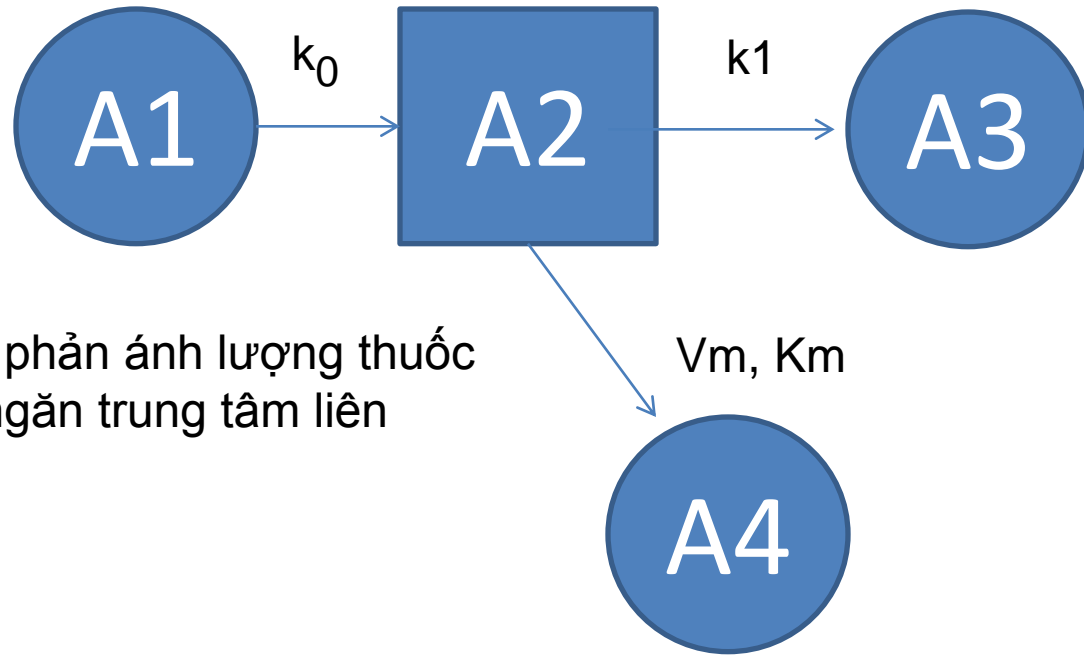 k₀
k1
A1
A2
A3
phản ánh lượng thuốc
ngăn trung tâm liên
Vm, Km
A4